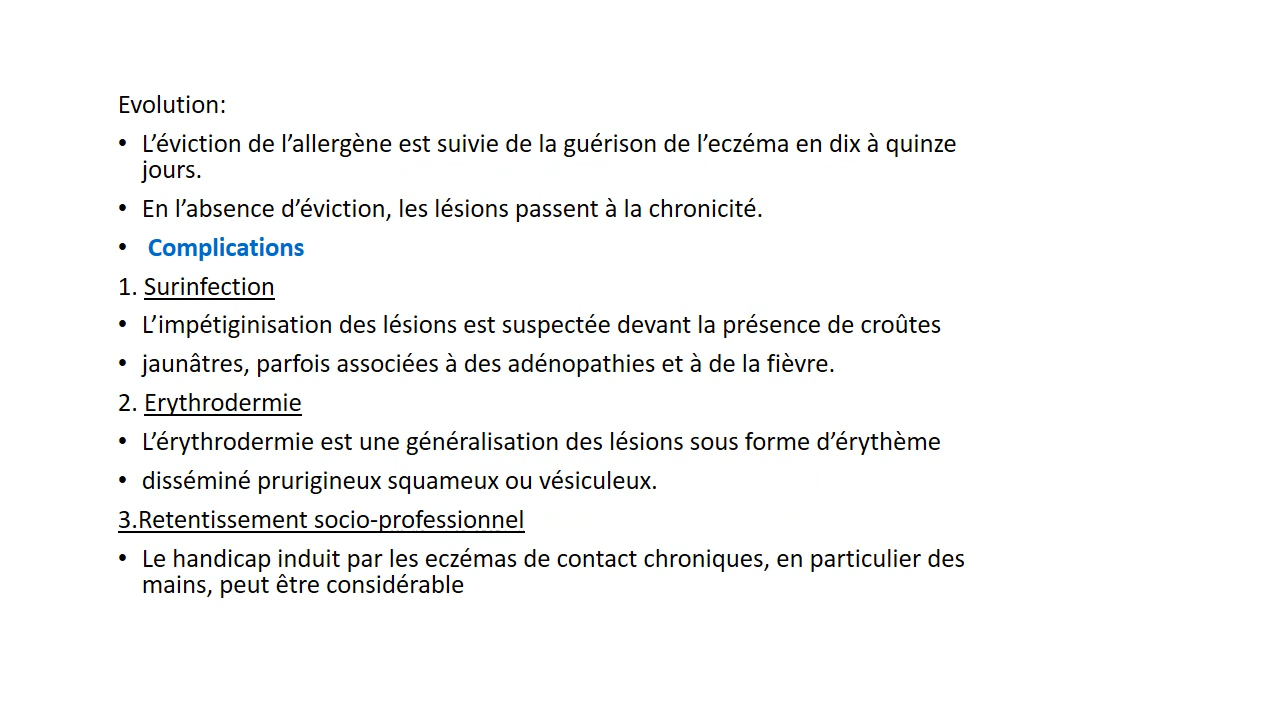 Evolution:
• L’éviction de l’allergène est suivie de la guérison de l’eczéma en dix à quinze
jours.
• En l’absence d’éviction, les lésions passent à la chronicité.
• Complications
1. Surinfection
• L’impétiginisation des lésions est suspectée devant la présence de croûtes
• jaunâtres, parfois associées à des adénopathies et à de la fièvre.
2. Erythrodermie
• L’érythrodermie est une généralisation des lésions sous forme d’érythème
• disséminé prurigineux squameux ou vésiculeux.
3.Retentissement socio-professionnel
• Le handicap induit par les eczémas de contact chroniques, en particulier des
mains, peut être considérable